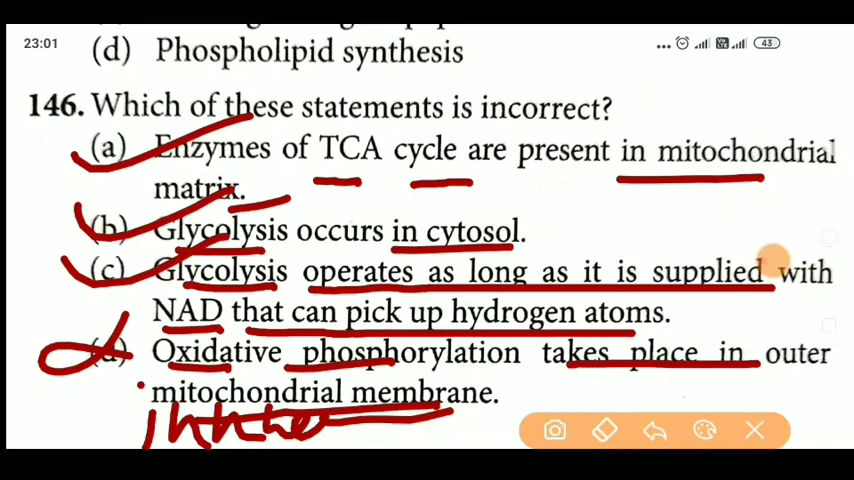 23:01
43
(d) Phospholipid synthesis
146. Which of these statements is incorrect?
(a) Enzymes of TCA cycle are present in mitochondrial
matrix.
(b) Glycolysis occurs in cytosol.
(c) Glycolysis operates as long as it is supplied with
NAD that can pick up hydrogen atoms.
(d) Oxidative phosphorylation takes place in outer
mitochondrial membrane.
inner